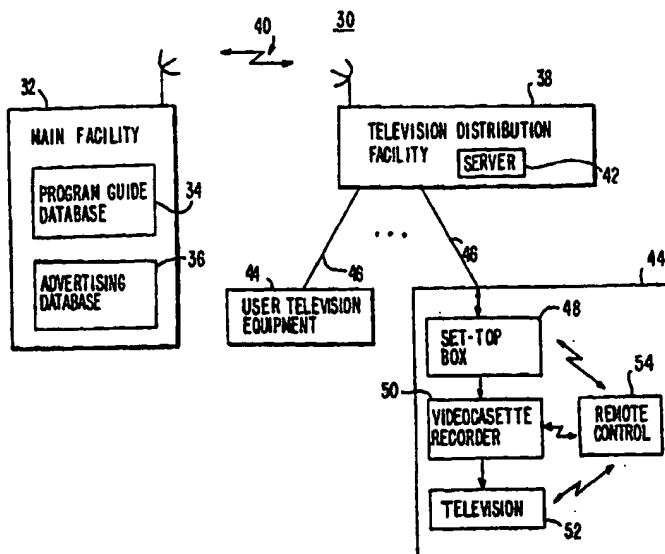 30
40
32
MAIN FACILITY
PROGRAM GUIDE
DATABASE
34
36
ADVERTISING
DATABASE
38
TELEVISION DISTRIBUTION
FACILITY
SERVER
42
...
46
46
44
USER TELEVISION
EQUIPMENT
44
48
SET-TOP
BOX
50
VIDEOCASETTE
RECORDER
54
REMOTE
CONTROL
TELEVISION
52